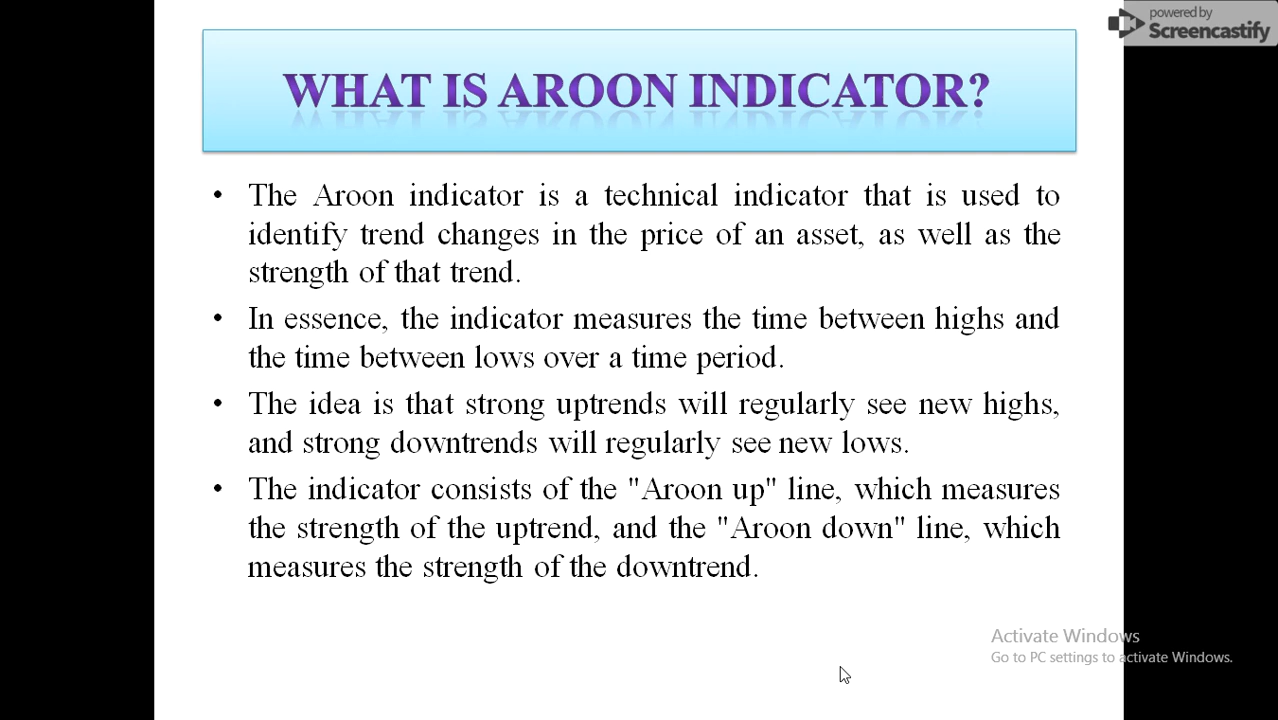 powered by
Screencastify
WHAT IS AROON INDICATOR?
• The Aroon indicator is a technical indicator that is used to
identify trend changes in the price of an asset, as well as the
strength of that trend.
• In essence, the indicator measures the time between highs and
the time between lows over a time period.
• The idea is that strong uptrends will regularly see new highs,
and strong downtrends will regularly see new lows.
• The indicator consists of the "Aroon up" line, which measures
the strength of the uptrend, and the "Aroon down" line, which
measures the strength of the downtrend.
Activate Windows
Go to PC settings to activate Windows.